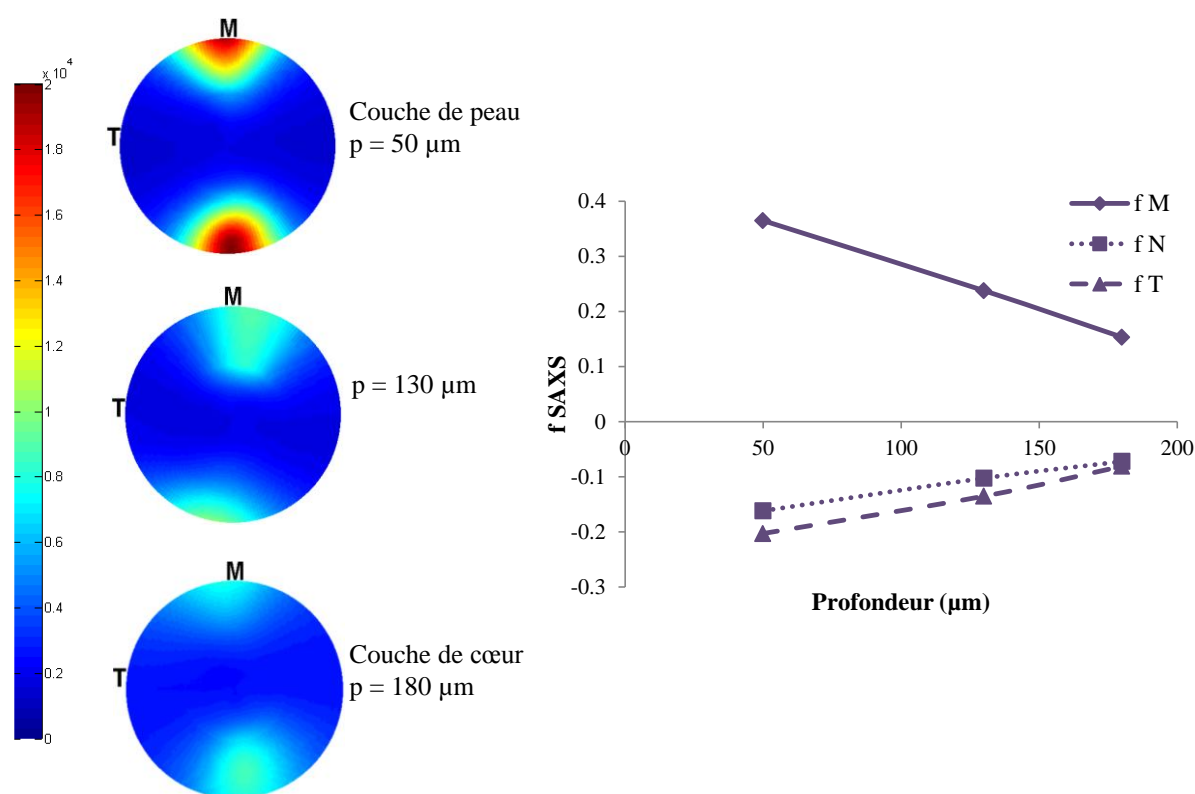 x 10^4
2
1.8
1.6
1.4
1.2
1
0.8
0.6
0.4
0.2
0
M
T
Couche de peau
p = 50 µm
M
T
p = 130 µm
M
T
Couche de cœur
p = 180 µm
f SAXS
0.4
0.3
0.2
0.1
0
-0.1
-0.2
-0.3
0 50 100 150 200
Profondeur (µm)
f M
f N
f T